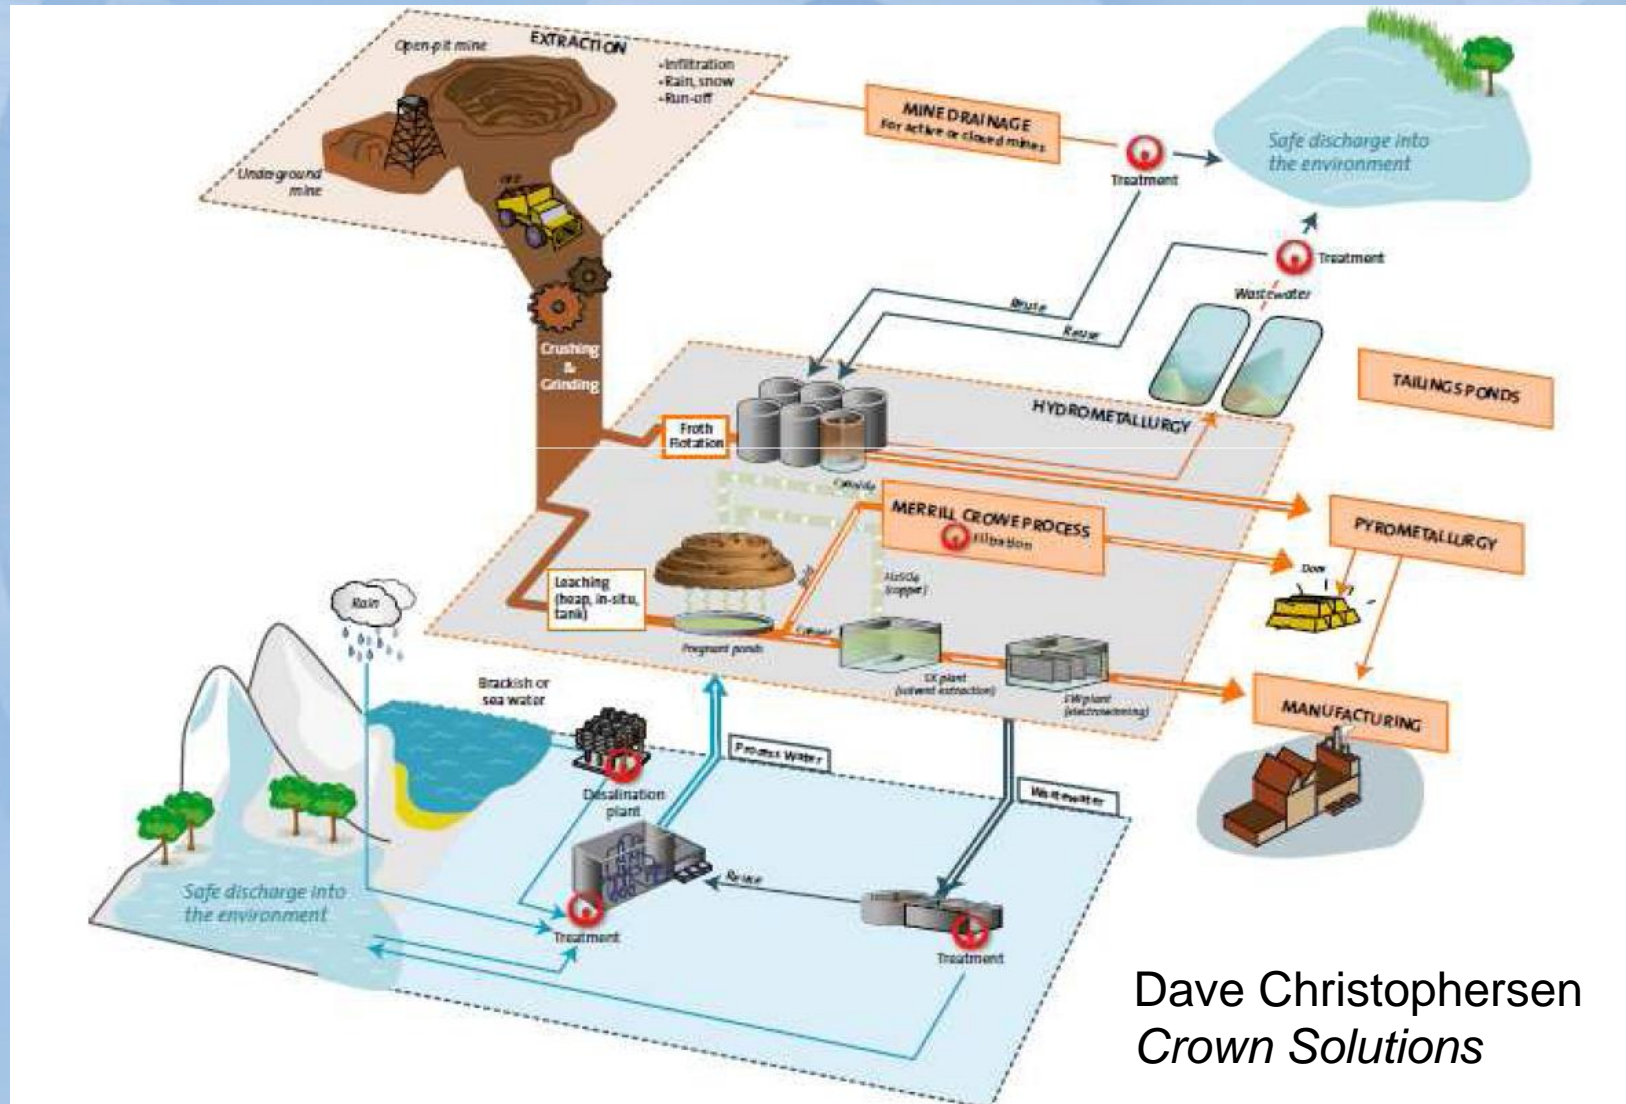 Open-pit mine
EXTRACTION
•Infiltration
•Rain, snow
•Run-off
Underground
mine
MINE DRAINAGE
For active or closed mines
Treatment
Safe discharge into
the environment
Treatment
Wastewater
Reuse
Reuse
Crushing
&
Grinding
TAILINGS PONDS
HYDROMETALLURGY
Froth
Flotation
Cyanide
MERRILL CROWE PROCESS
Filtration
PYROMETALLURGY
Gold
H2SO4
(copper)
Leaching
(heap, in-situ,
tank)
Copper
Pregnant ponds
SX plant
(solvent extraction)
EW plant
(electrowinning)
MANUFACTURING
Rain
Brackish or
sea water
Process Water
Wastewater
Desalination
plant
Reuse
Safe discharge into
the environment
Treatment
Treatment
Dave Christophersen
Crown Solutions